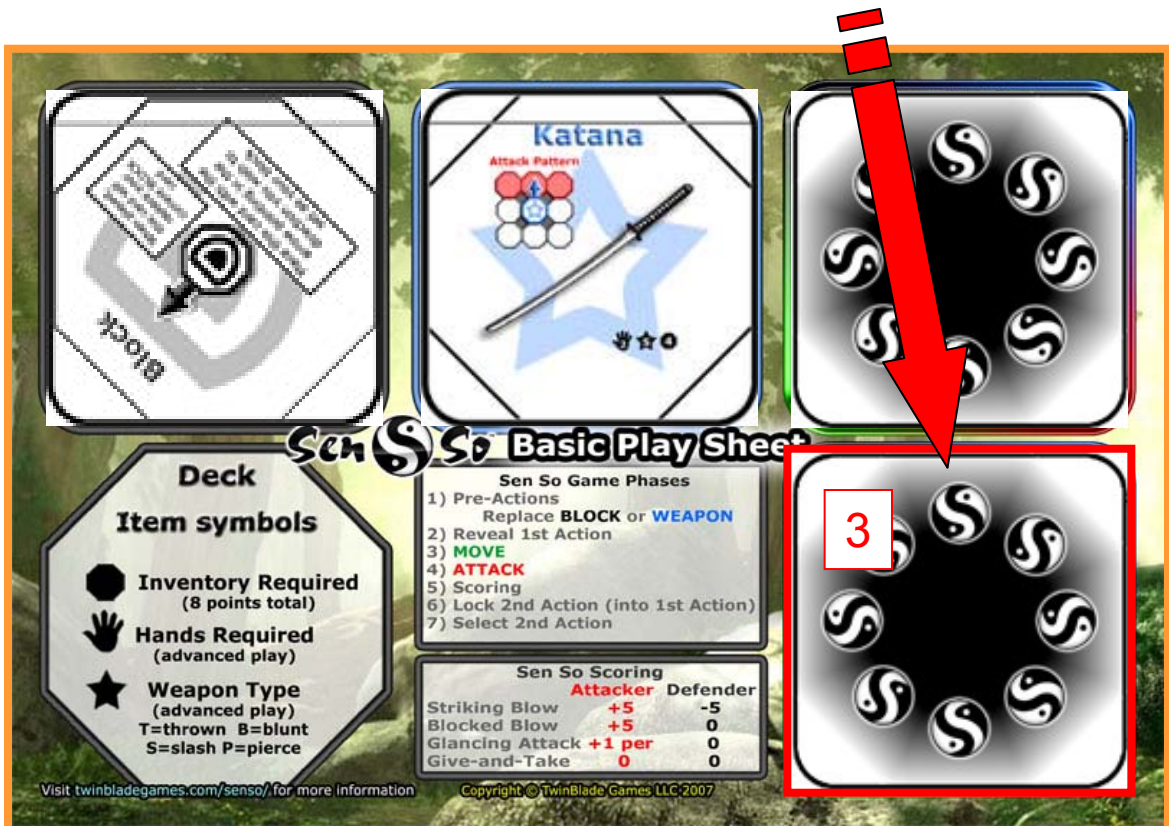 Katana
Attack Pattern
Block
Sen So Basic Play Sheet
Deck
Item symbols
Inventory Required
(8 points total)
Hands Required
(advanced play)
Weapon Type
(advanced play)
T=thrown B=blunt
S=slash P=pierce
Sen So Game Phases
1) Pre-Actions
Replace BLOCK or WEAPON
2) Reveal 1st Action
3) MOVE
4) ATTACK
5) Scoring
6) Lock 2nd Action (into 1st Action)
7) Select 2nd Action
Sen So Scoring
Attacker Defender
Striking Blow +5 -5
Blocked Blow +5 0
Glancing Attack +1 per 0
Give-and-Take 0 0
3
Visit twinbladegames.com/senso/ for more information
Copyright © TwinBlade Games LLC 2007